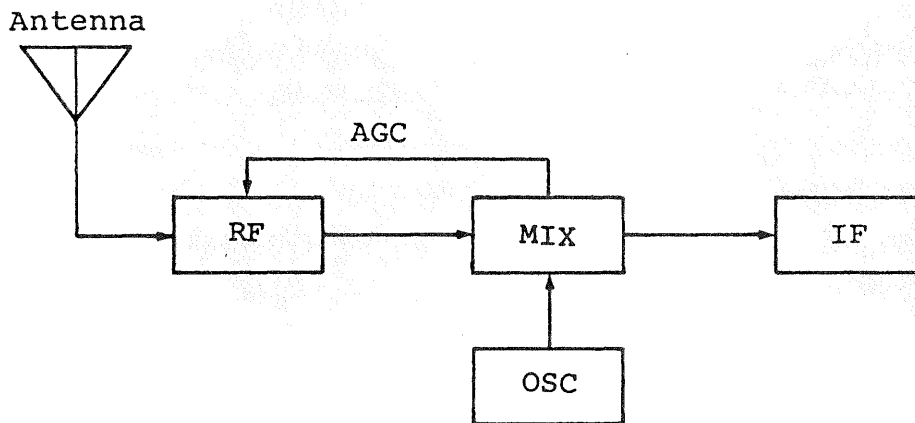 Antenna
AGC
RF
MIX
IF
OSC